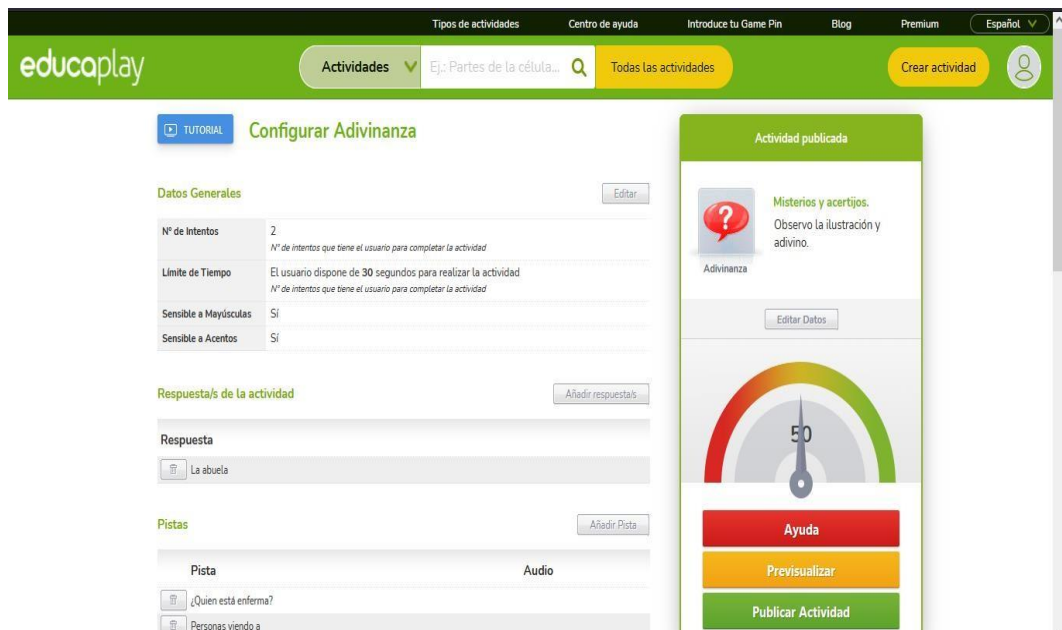 Tipos de actividades Centro de ayuda Introduce tu Game Pin Blog Premium Español
educaplay Actividades Ej.: Partes de la célula... Todas las actividades Crear actividad
TUTORIAL Configurar Adivinanza
Datos Generales Editar
Nº de Intentos 2
Nº de intentos que tiene el usuario para completar la actividad
Límite de Tiempo El usuario dispone de 30 segundos para realizar la actividad
Nº de intentos que tiene el usuario para completar la actividad
Sensible a Mayúsculas Sí
Sensible a Acentos Sí
Respuesta/s de la actividad Añadir respuesta/s
Respuesta
La abuela
Pistas Añadir Pista
Pista Audio
¿Quien está enferma?
Personas viendo a
Actividad publicada
?
Misterios y acertijos.
Observo la ilustración y
adivino.
Adivinanza
Editar Datos
50
Ayuda
Previsualizar
Publicar Actividad